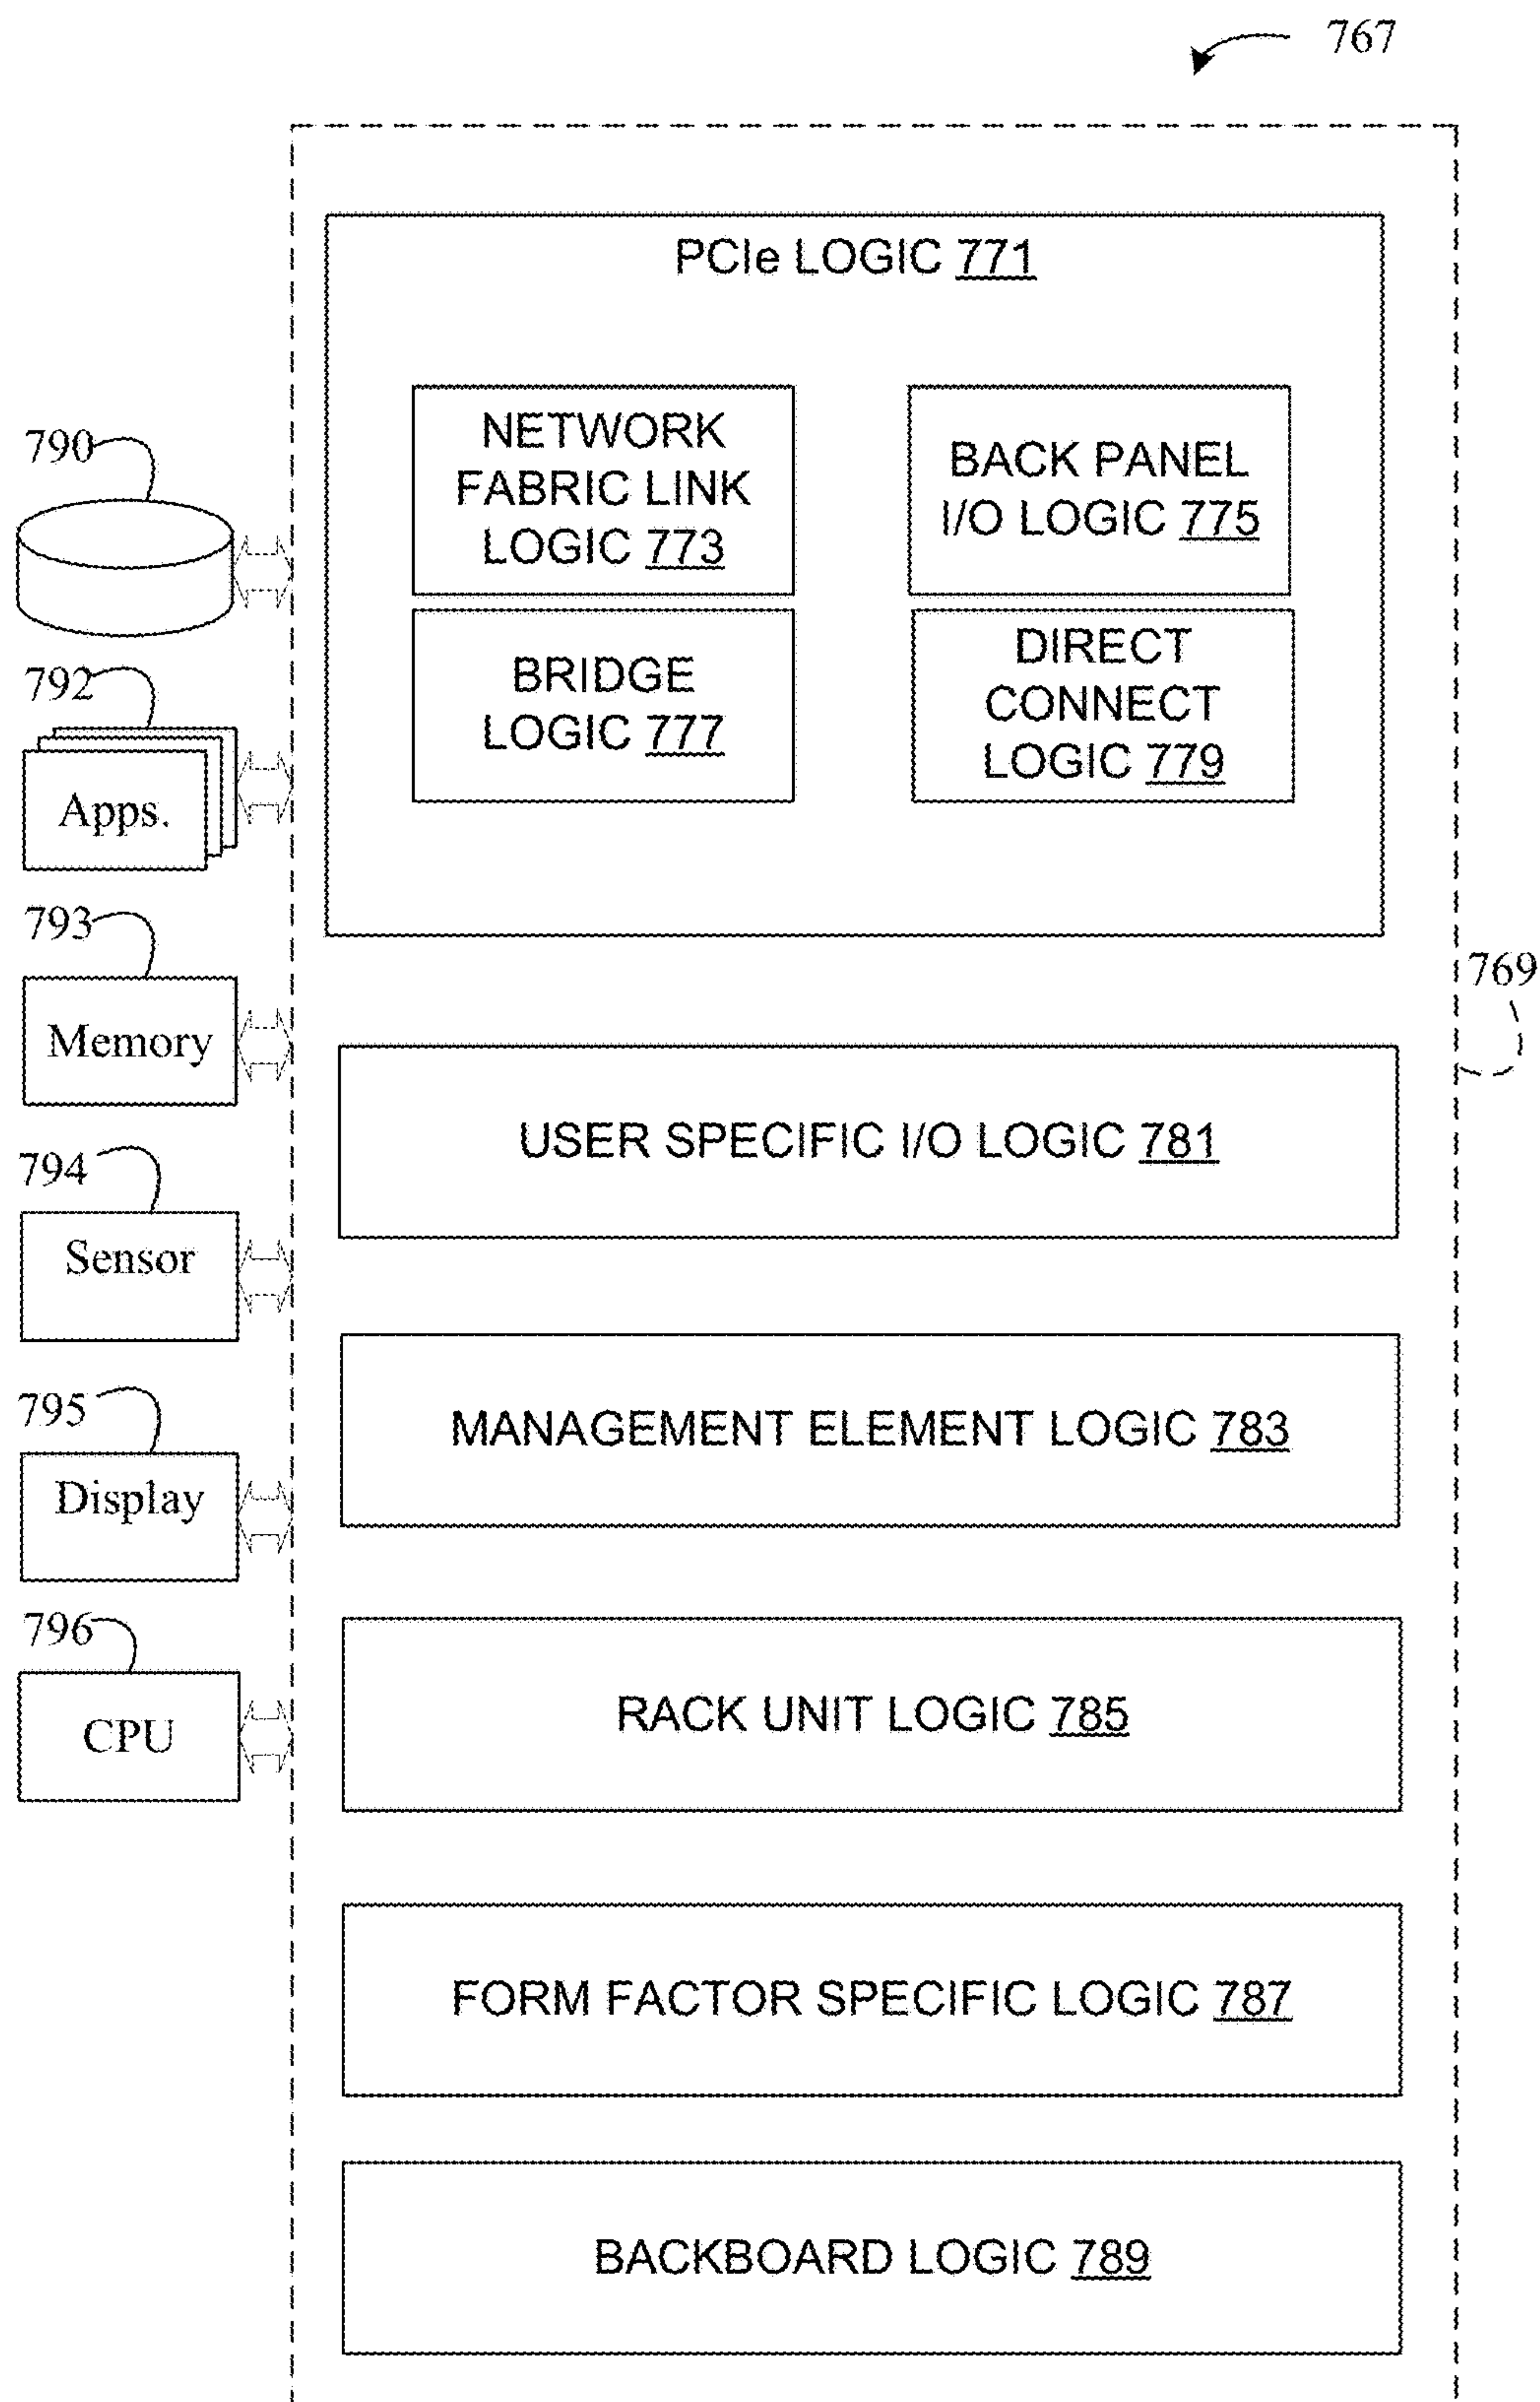 767
PCIe LOGIC 771
NETWORK
FABRIC LINK
LOGIC 773
BACK PANEL
I/O LOGIC 775
790
BRIDGE
LOGIC 777
DIRECT
CONNECT
LOGIC 779
792
Apps.
793
Memory
769
USER SPECIFIC I/O LOGIC 781
794
Sensor
MANAGEMENT ELEMENT LOGIC 783
795
Display
796
CPU
RACK UNIT LOGIC 785
FORM FACTOR SPECIFIC LOGIC 787
BACKBOARD LOGIC 789